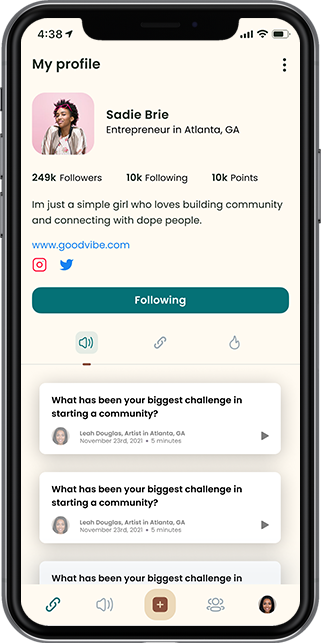 4:38
My profile
Sadie Brie
Entrepreneur in Atlanta, GA
249k Followers 10k Following 10k Points
Im just a simple girl who loves building community
and connecting with dope people.
www.goodvibe.com
Following
What has been your biggest challenge in
starting a community?
Leah Douglas, Artist in Atlanta, GA
November 23rd, 2021 • 5 minutes
What has been your biggest challenge in
starting a community?
Leah Douglas, Artist in Atlanta, GA
November 23rd, 2021 • 5 minutes
What has been your biggest challenge in